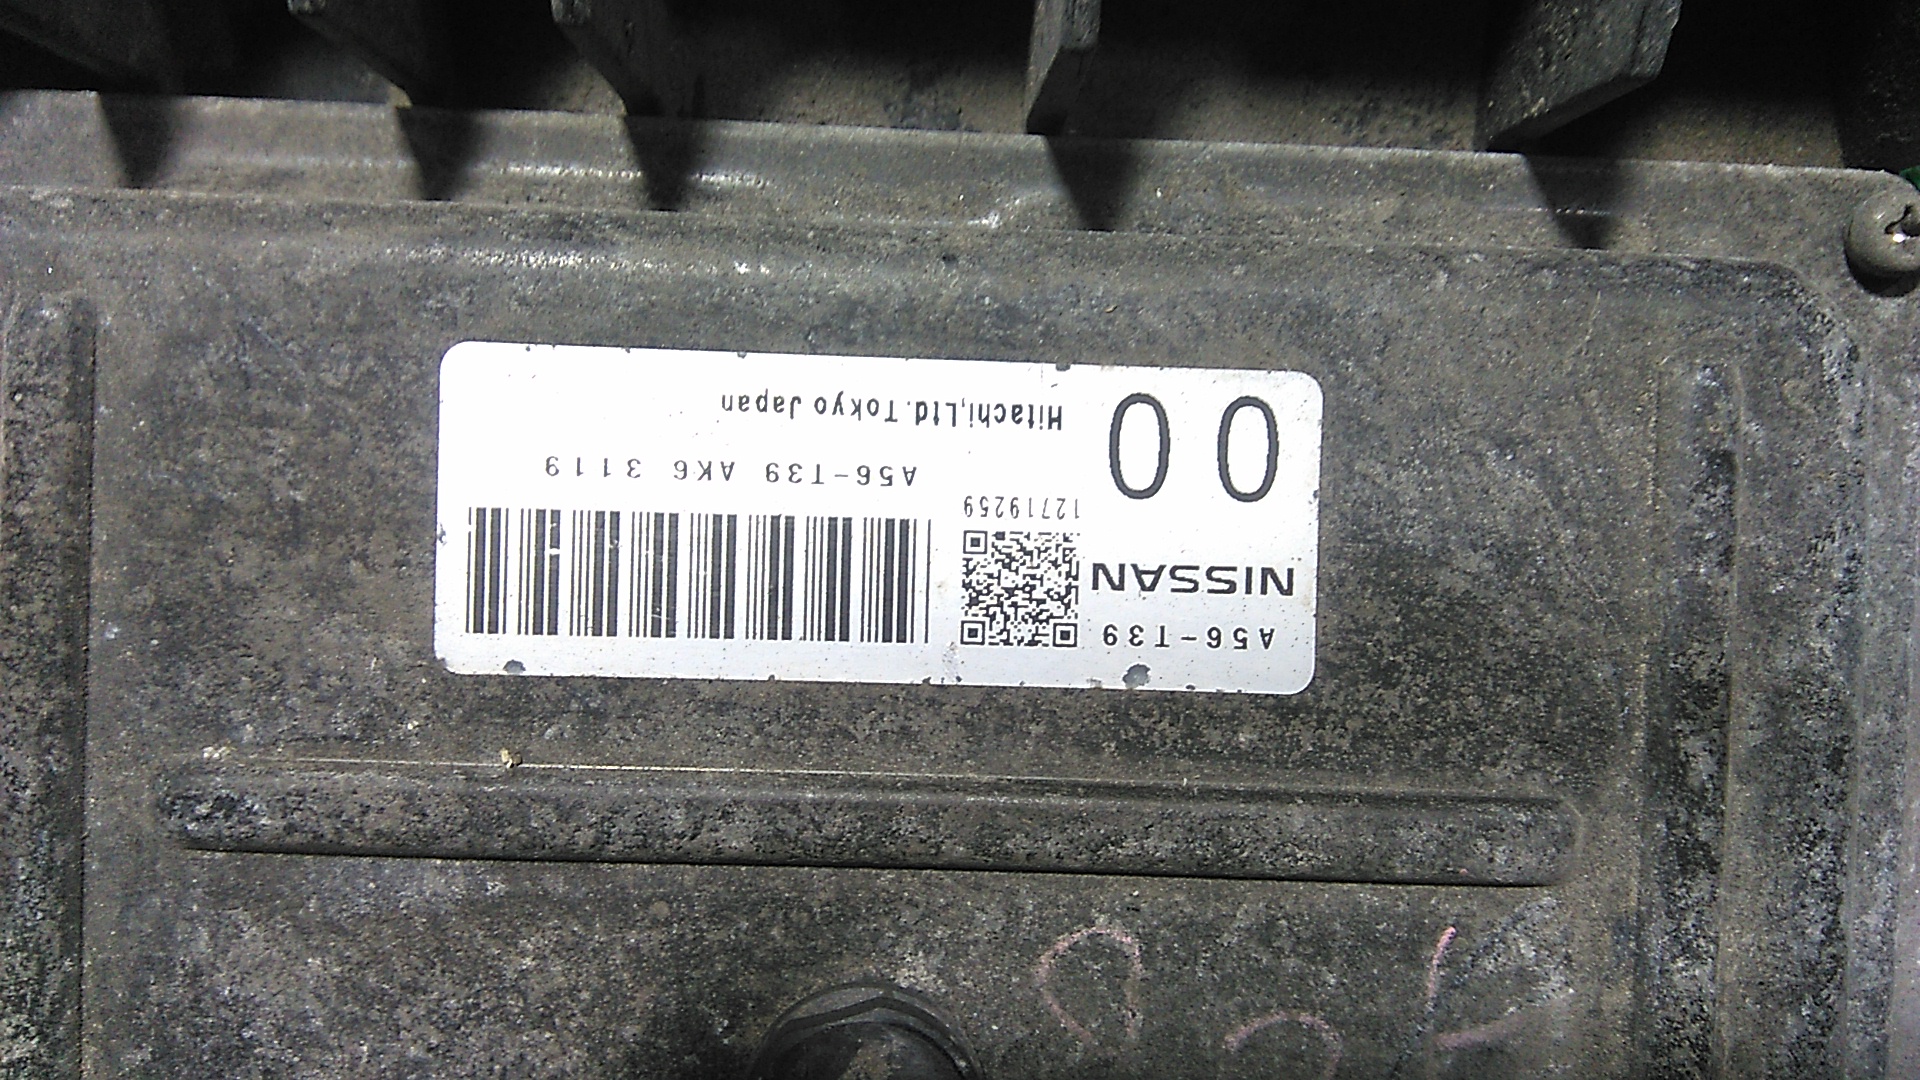 A56-T39
NISSAN
00
12719259
A56-T39 AK6 3119
Hitachi,Ltd.Tokyo Japan